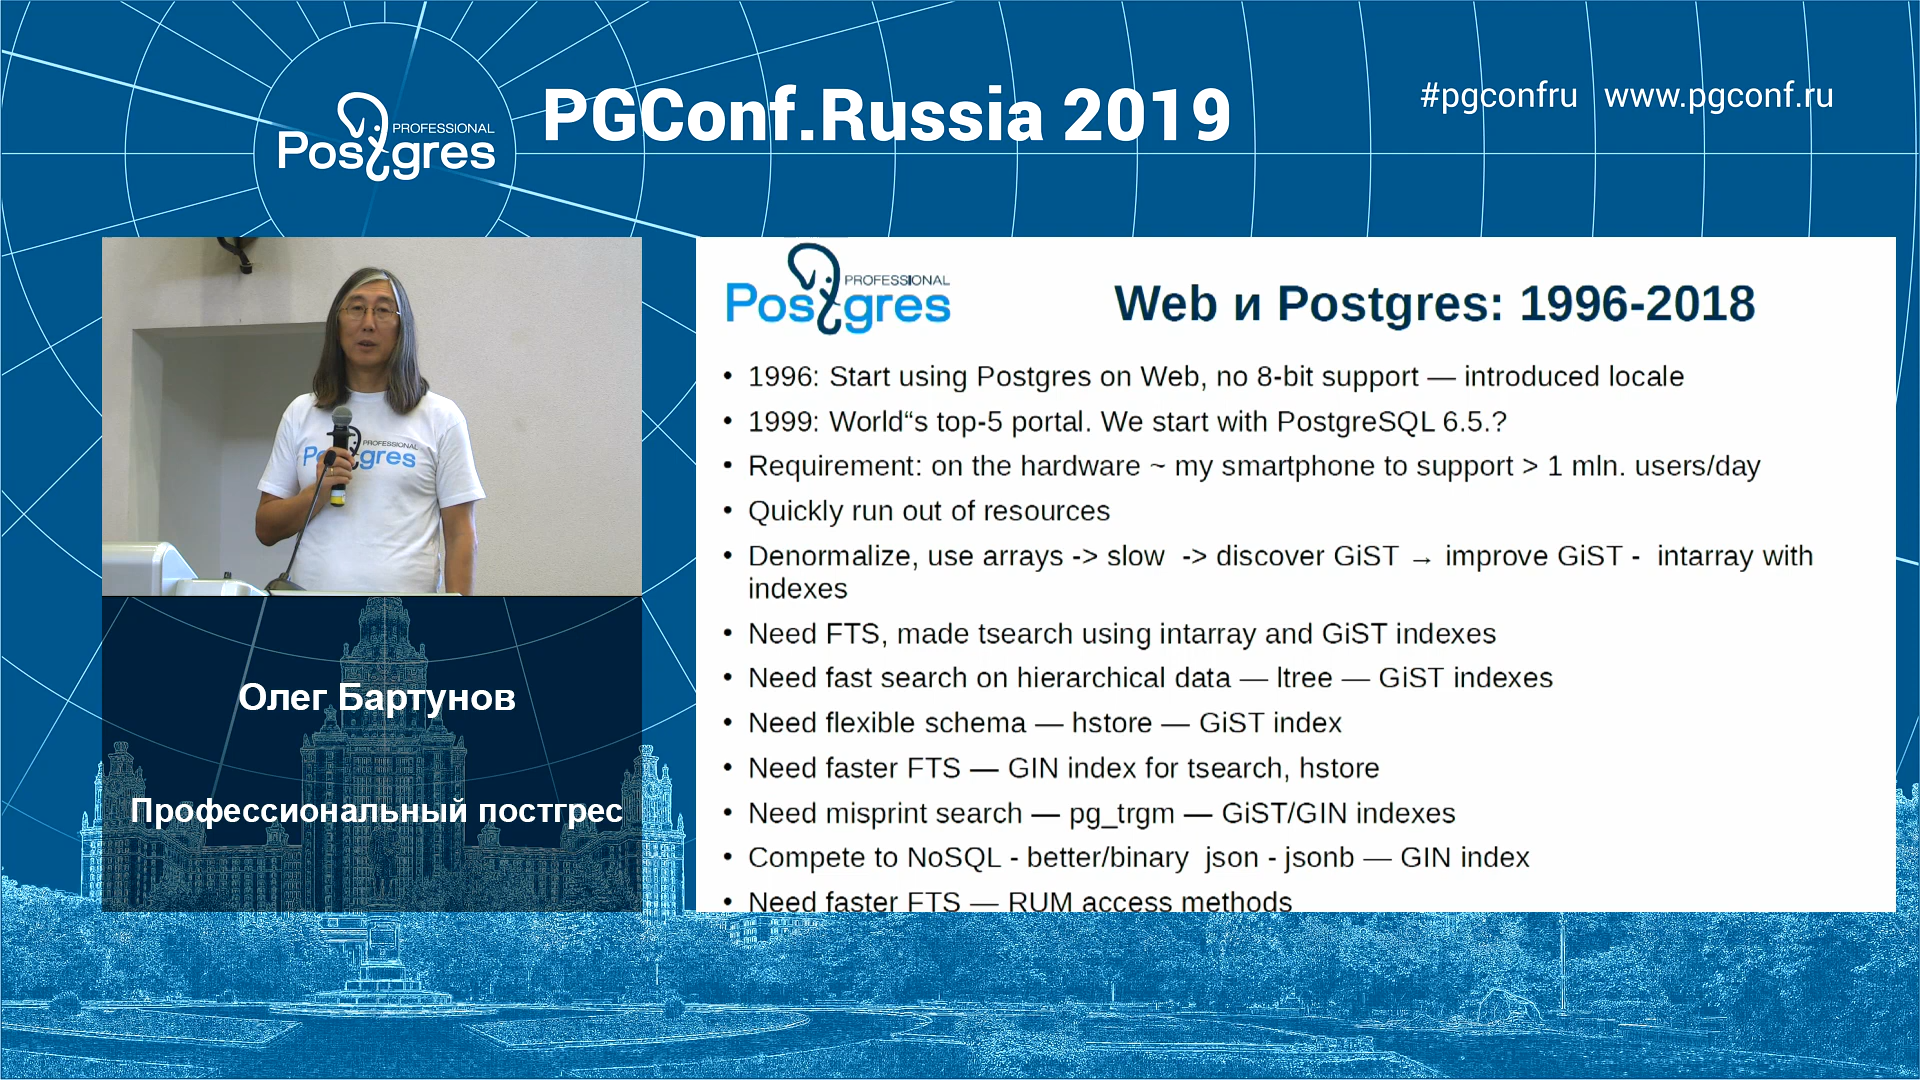 PROFESSIONAL
Postgres
PGConf.Russia 2019
#pgconfru www.pgconf.ru
PROFESSIONAL
Postgres
Олег Бартунов
Профессиональный постгрес
PROFESSIONAL
Postgres
Web и Postgres: 1996-2018
• 1996: Start using Postgres on Web, no 8-bit support — introduced locale
• 1999: World“s top-5 portal. We start with PostgreSQL 6.5.?
• Requirement: on the hardware ~ my smartphone to support > 1 mln. users/day
• Quickly run out of resources
• Denormalize, use arrays -> slow -> discover GiST → improve GiST - intarray with
indexes
• Need FTS, made tsearch using intarray and GiST indexes
• Need fast search on hierarchical data — ltree — GiST indexes
• Need flexible schema — hstore — GiST index
• Need faster FTS — GIN index for tsearch, hstore
• Need misprint search — pg_trgm — GiST/GIN indexes
• Compete to NoSQL - better/binary json - jsonb — GIN index
• Need faster FTS — RUM access methods